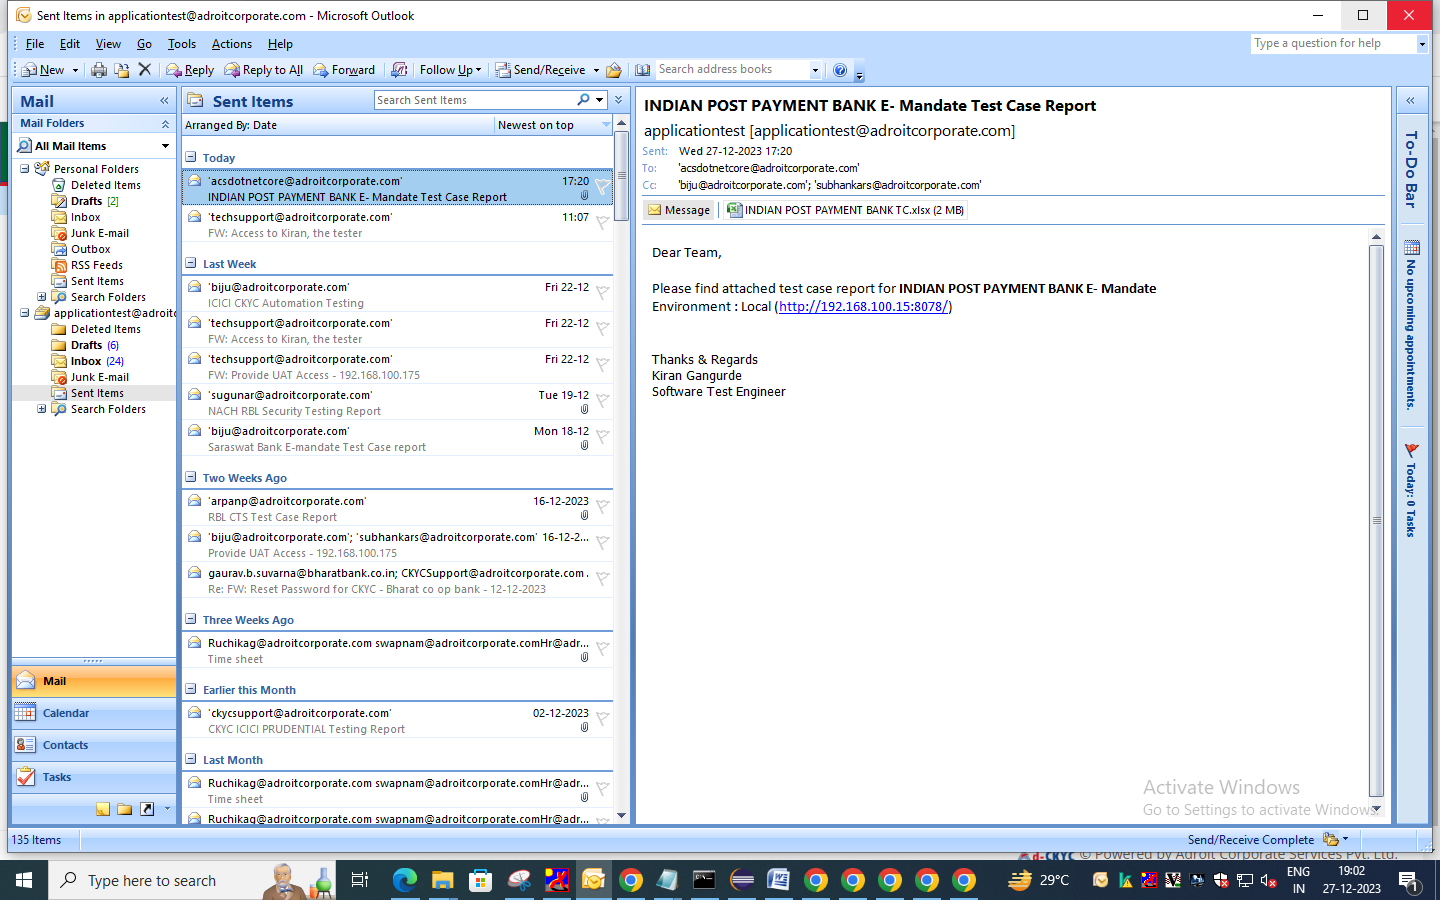 Sent Items in applicationtest@adroitcorporate.com - Microsoft Outlook
File Edit View Go Tools Actions Help
Type a question for help
New Reply Reply to All Forward Follow Up Send/Receive Search address books
Mail
Mail Folders
All Mail Items
Personal Folders
Deleted Items
Drafts [2]
Inbox
Junk E-mail
Outbox
RSS Feeds
Sent Items
Search Folders
applicationtest@adroitc
Deleted Items
Drafts (6)
Inbox (24)
Junk E-mail
Sent Items
Search Folders
Mail
Calendar
Contacts
Tasks
135 Items
Sent Items
Search Sent Items
Arranged By: Date Newest on top
Today
'acsdotnetcore@adroitcorporate.com' 17:20
INDIAN POST PAYMENT BANK E- Mandate Test Case Report
'techsupport@adroitcorporate.com' 11:07
FW: Access to Kiran, the tester
Last Week
'biju@adroitcorporate.com' Fri 22-12
ICICI CKYC Automation Testing
'techsupport@adroitcorporate.com' Fri 22-12
FW: Access to Kiran, the tester
'techsupport@adroitcorporate.com' Fri 22-12
FW: Provide UAT Access - 192.168.100.175
'sugunar@adroitcorporate.com' Tue 19-12
NACH RBL Security Testing Report
'biju@adroitcorporate.com' Mon 18-12
Saraswat Bank E-mandate Test Case report
Two Weeks Ago
'arpanp@adroitcorporate.com' 16-12-2023
RBL CTS Test Case Report
'biju@adroitcorporate.com'; 'subhankars@adroitcorporate.com' 16-12-2...
Provide UAT Access - 192.168.100.175
gaurav.b.suvarna@bharatbank.co.in; CKYCSupport@adroitcorporate.com .
Re: FW: Reset Password for CKYC - Bharat co op bank - 12-12-2023
Three Weeks Ago
Ruchikag@adroitcorporate.com swapnam@adroitcorporate.comHr@adr...
Time sheet
Earlier this Month
'ckycsupport@adroitcorporate.com' 02-12-2023
CKYC ICICI PRUDENTIAL Testing Report
Last Month
Ruchikag@adroitcorporate.com swapnam@adroitcorporate.comHr@adr...
Time sheet
Ruchikag@adroitcorporate.com swapnam@adroitcorporate.comHr@adr...
INDIAN POST PAYMENT BANK E- Mandate Test Case Report
applicationtest [applicationtest@adroitcorporate.com]
Sent: Wed 27-12-2023 17:20
To: 'acsdotnetcore@adroitcorporate.com'
Cc: 'biju@adroitcorporate.com'; 'subhankars@adroitcorporate.com'
Message INDIAN POST PAYMENT BANK TC.xlsx (2 MB)
Dear Team,
Please find attached test case report for INDIAN POST PAYMENT BANK E- Mandate
Environment : Local (http://192.168.100.15:8078/)
Thanks & Regards
Kiran Gangurde
Software Test Engineer
Activate Windows
Go to Settings to activate Windows.
To-Do Bar
No upcoming appointments.
Today: 0 Tasks
Send/Receive Complete
d-CKYC © Powered by Adroit Corporate Services Pvt. Ltd.
Type here to search
29°C
ENG
IN
19:02
27-12-2023
1